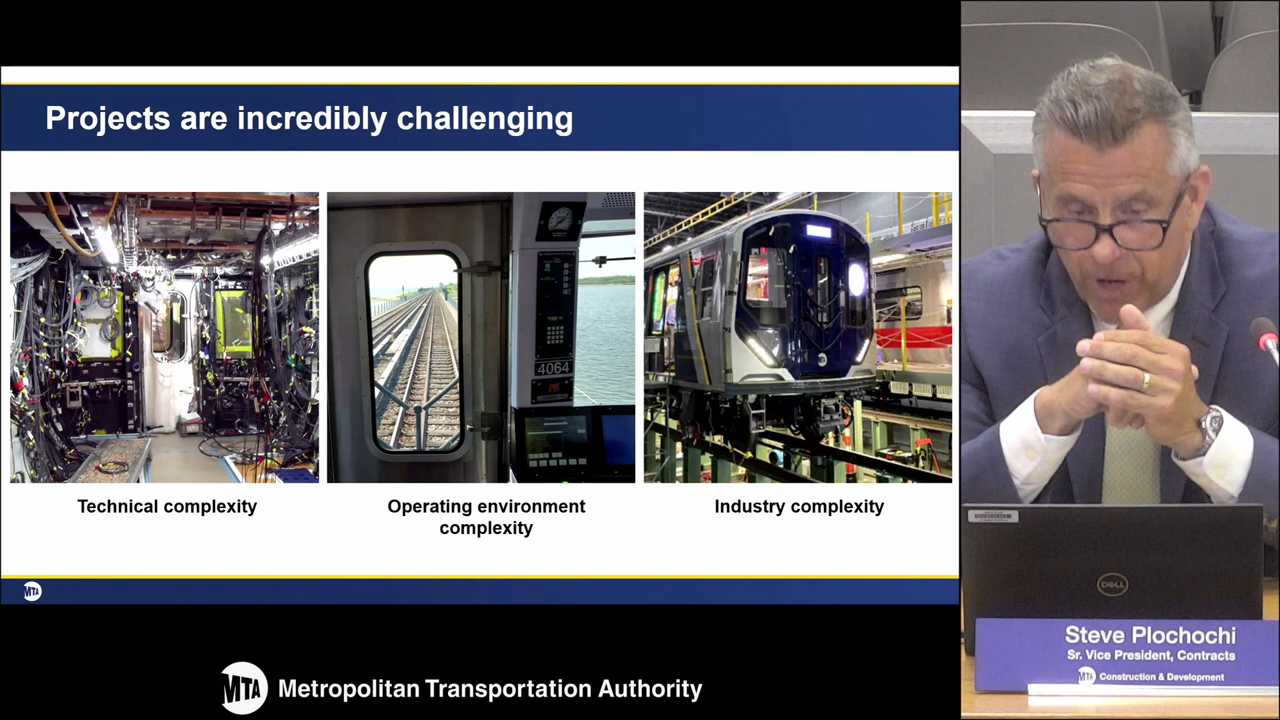 Projects are incredibly challenging
4064
Technical complexity
Operating environment
complexity
Industry complexity
MTA
MTA Metropolitan Transportation Authority
DELL
Steve Plochochi
Sr. Vice President, Contracts
MTA Construction & Development